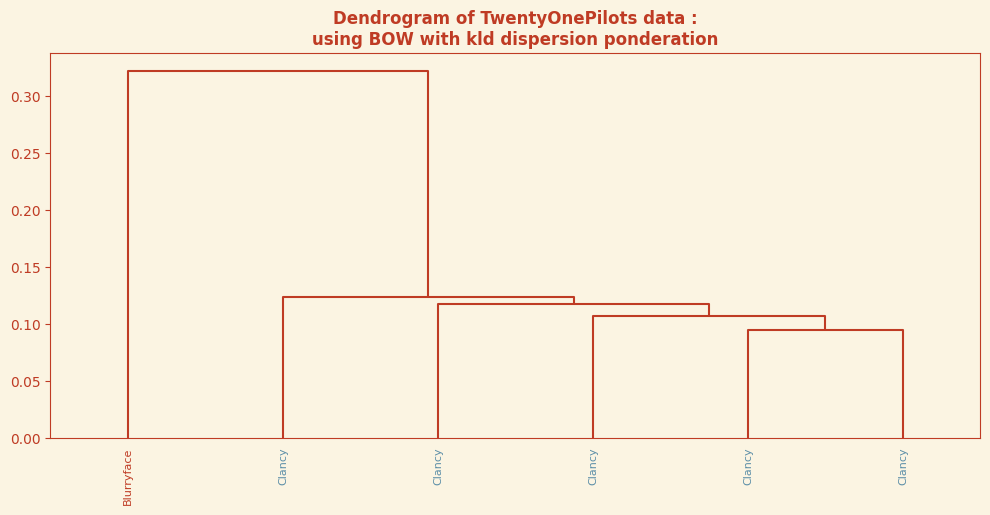 Dendrogram of TwentyOnePilots data :
using BOW with kld dispersion ponderation
0.30
0.25
0.20
0.15
0.10
0.05
0.00
Blurryface
Clancy
Clancy
Clancy
Clancy
Clancy